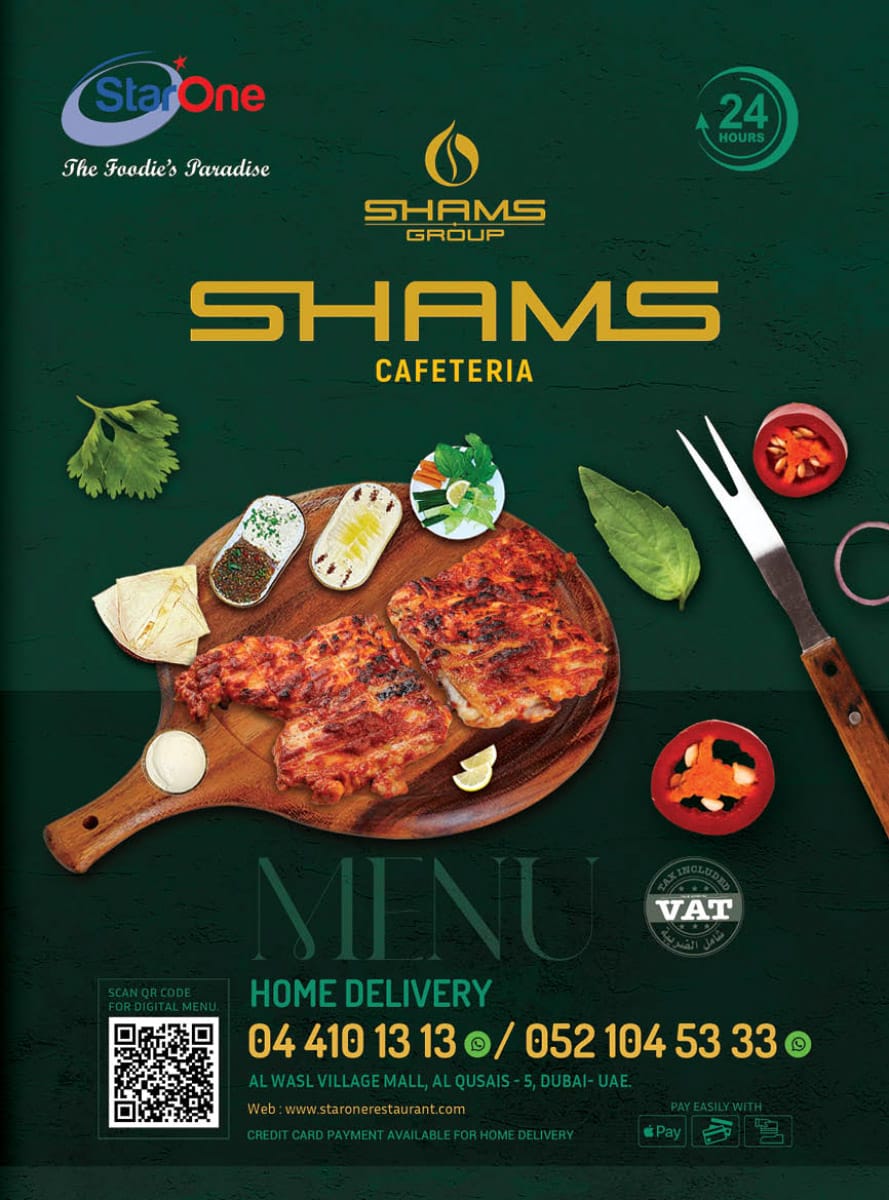 StarOne
The Foodie's Paradise
24
HOURS
SHAMS
GROUP
SHAMS
CAFETERIA
MENU
TAX INCLUDED
VAT
شامل الضريبة
SCAN QR CODE
FOR DIGITAL MENU.
HOME DELIVERY
04 410 13 13 / 052 104 53 33
AL WASL VILLAGE MALL, AL QUSAIS - 5, DUBAI- UAE.
Web : www.staronerestaurant.com
CREDIT CARD PAYMENT AVAILABLE FOR HOME DELIVERY
PAY EASILY WITH
Pay